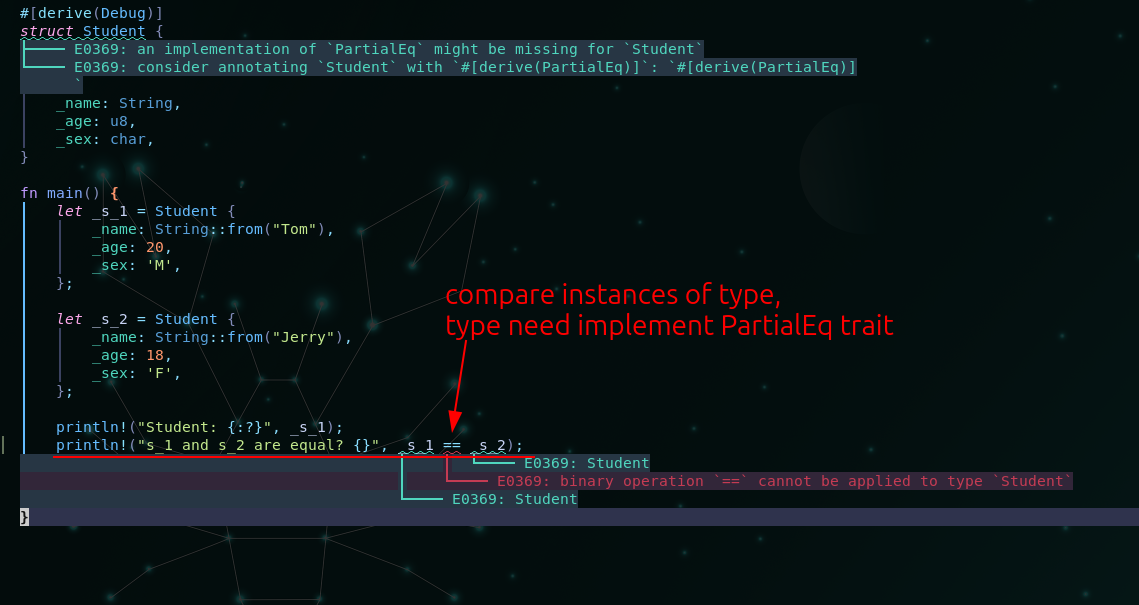 #[derive(Debug)]
struct Student {
E0369: an implementation of `PartialEq` might be missing for `Student`
E0369: consider annotating `Student` with `#[derive(PartialEq)]`: `#[derive(PartialEq)]
`
_name: String,
_age: u8,
_sex: char,
}
fn main() {
let _s_1 = Student {
_name: String::from("Tom"),
_age: 20,
_sex: 'M',
};
compare instances of type,
type need implement PartialEq trait
let _s_2 = Student {
_name: String::from("Jerry"),
_age: 18,
_sex: 'F',
};
println!("Student: {:?}", _s_1);
println!("s_1 and s_2 are equal? {}", _s_1 == _s_2);
E0369: Student
E0369: binary operation `==` cannot be applied to type `Student`
E0369: Student
}